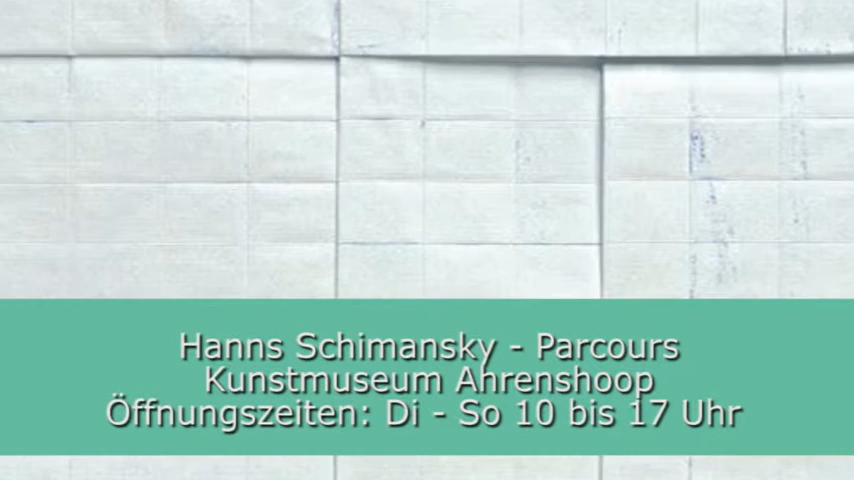 Hanns Schimansky - Parcours
Kunstmuseum Ahrenshoop
Öffnungszeiten: Di - So 10 bis 17 Uhr